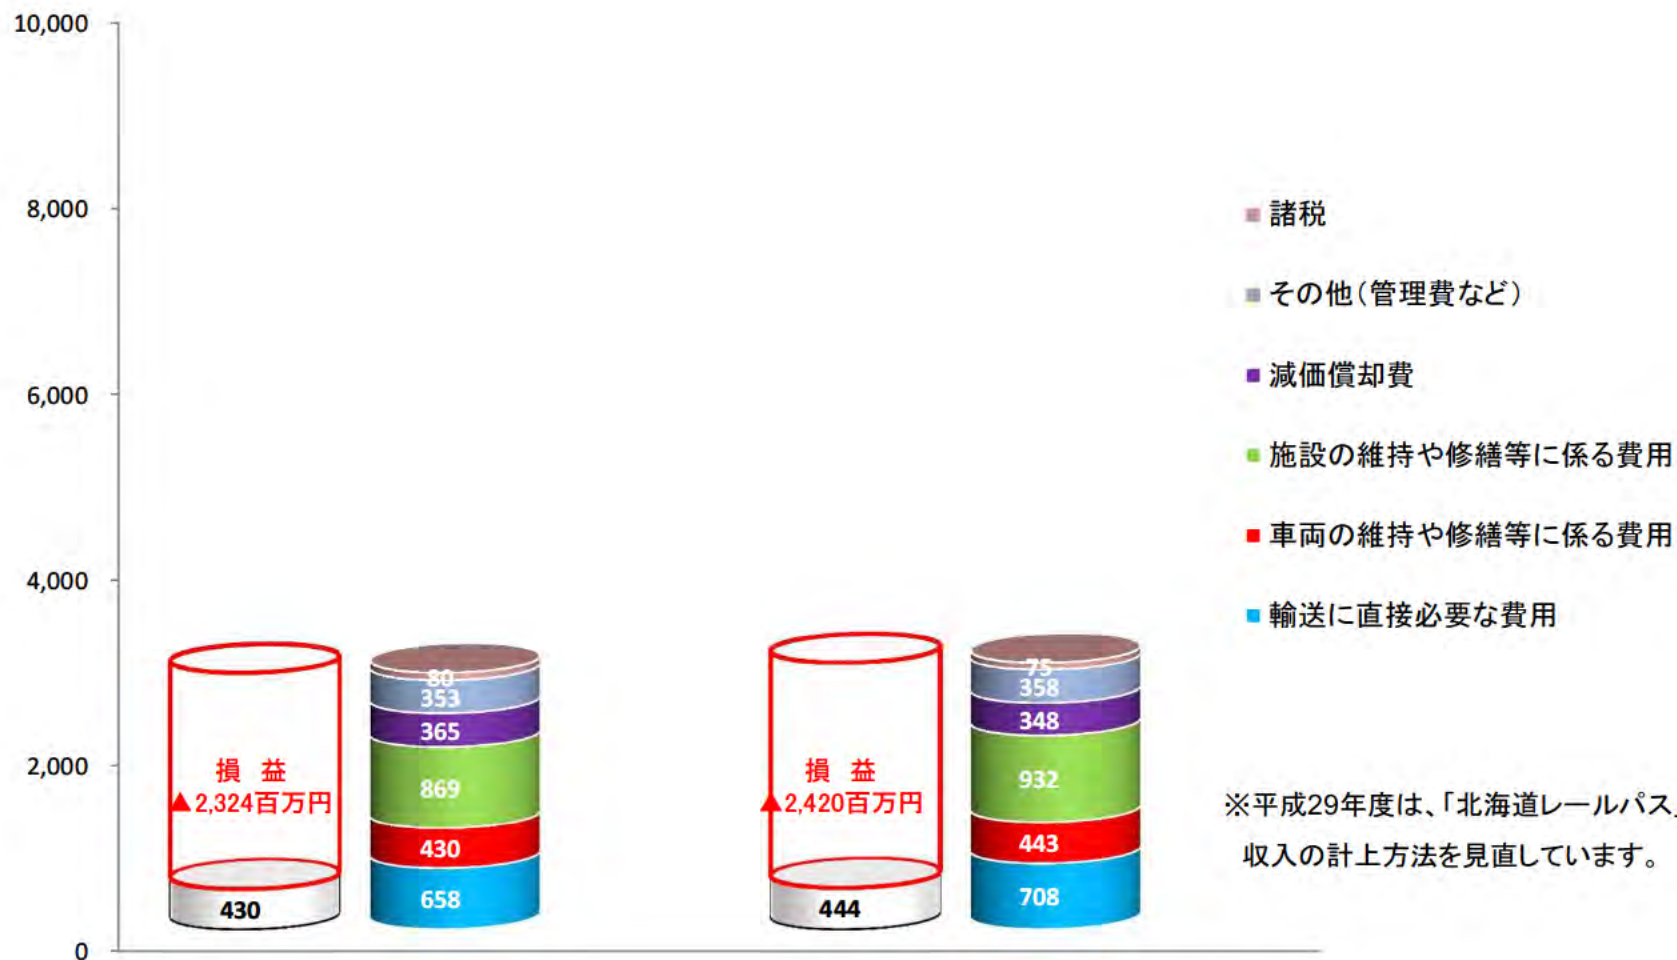 10,000
8,000
6,000
4,000
2,000
0
損 益
▲2,324百万円
430
80
353
365
869
430
658
損 益
▲2,420百万円
444
75
358
348
932
443
708
諸税
その他(管理費など)
減価償却費
施設の維持や修繕等に係る費用
車両の維持や修繕等に係る費用
輸送に直接必要な費用
※平成29年度は、「北海道レールパス」
収入の計上方法を見直しています。